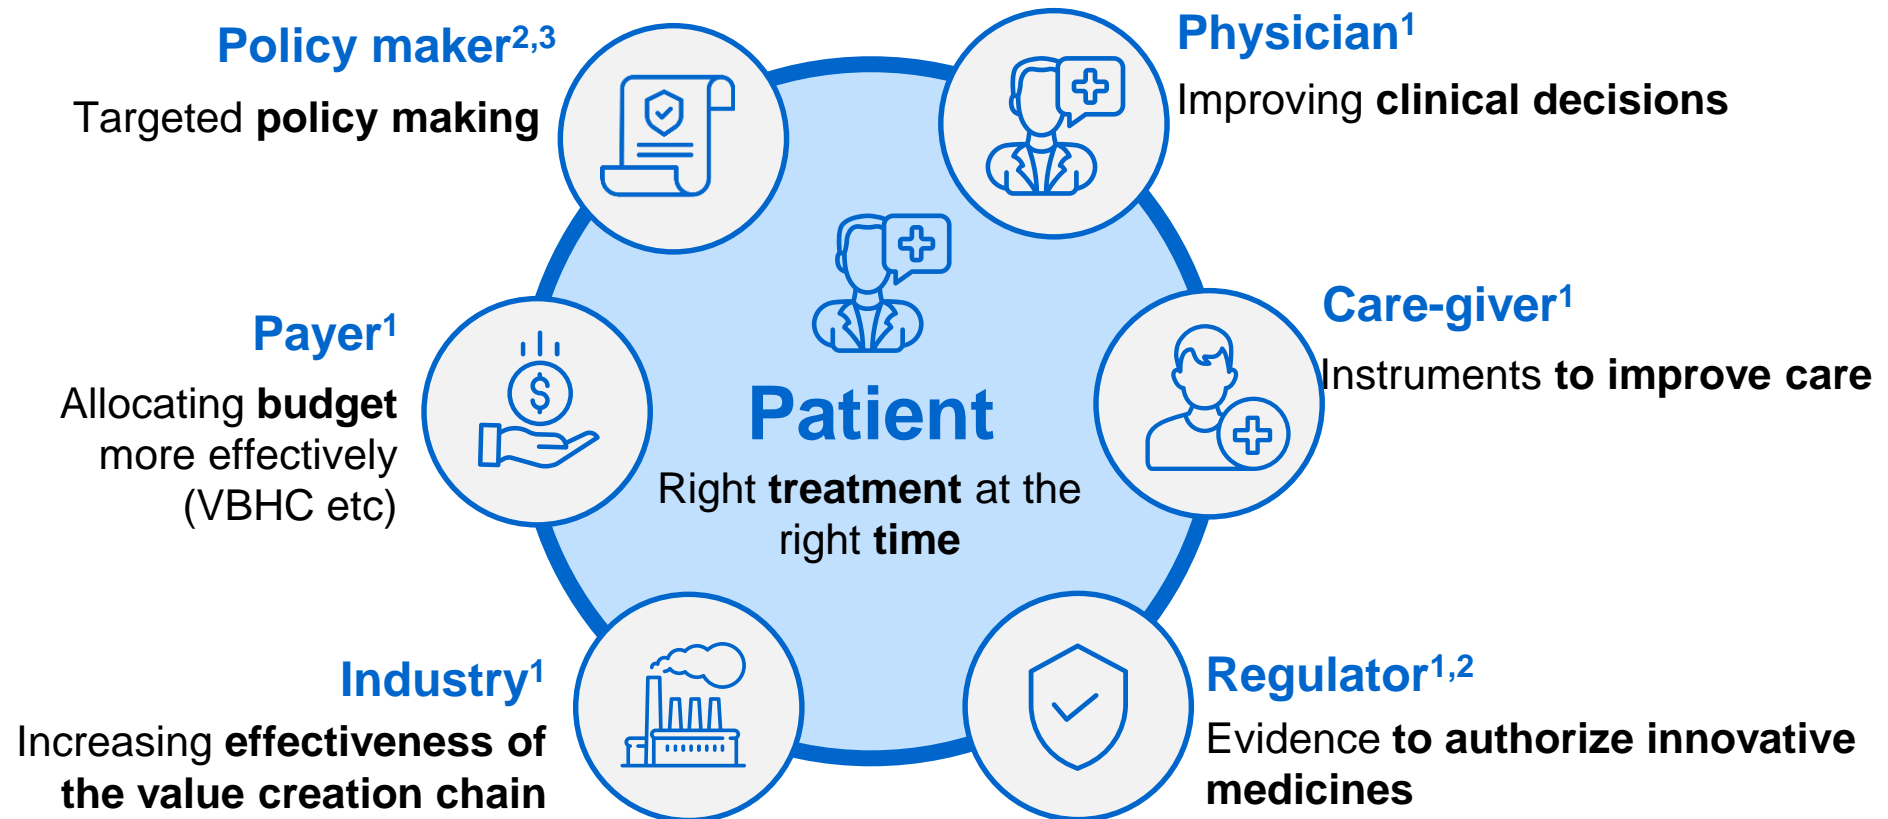 Policy maker2,3
Targeted policy making
Physician1
Improving clinical decisions
Payer1
Allocating budget
more effectively
(VBHC etc)
$
Patient
Right treatment at the
right time
Care-giver1
Instruments to improve care
Industry1
Increasing effectiveness of
the value creation chain
Regulator1,2
Evidence to authorize innovative
medicines